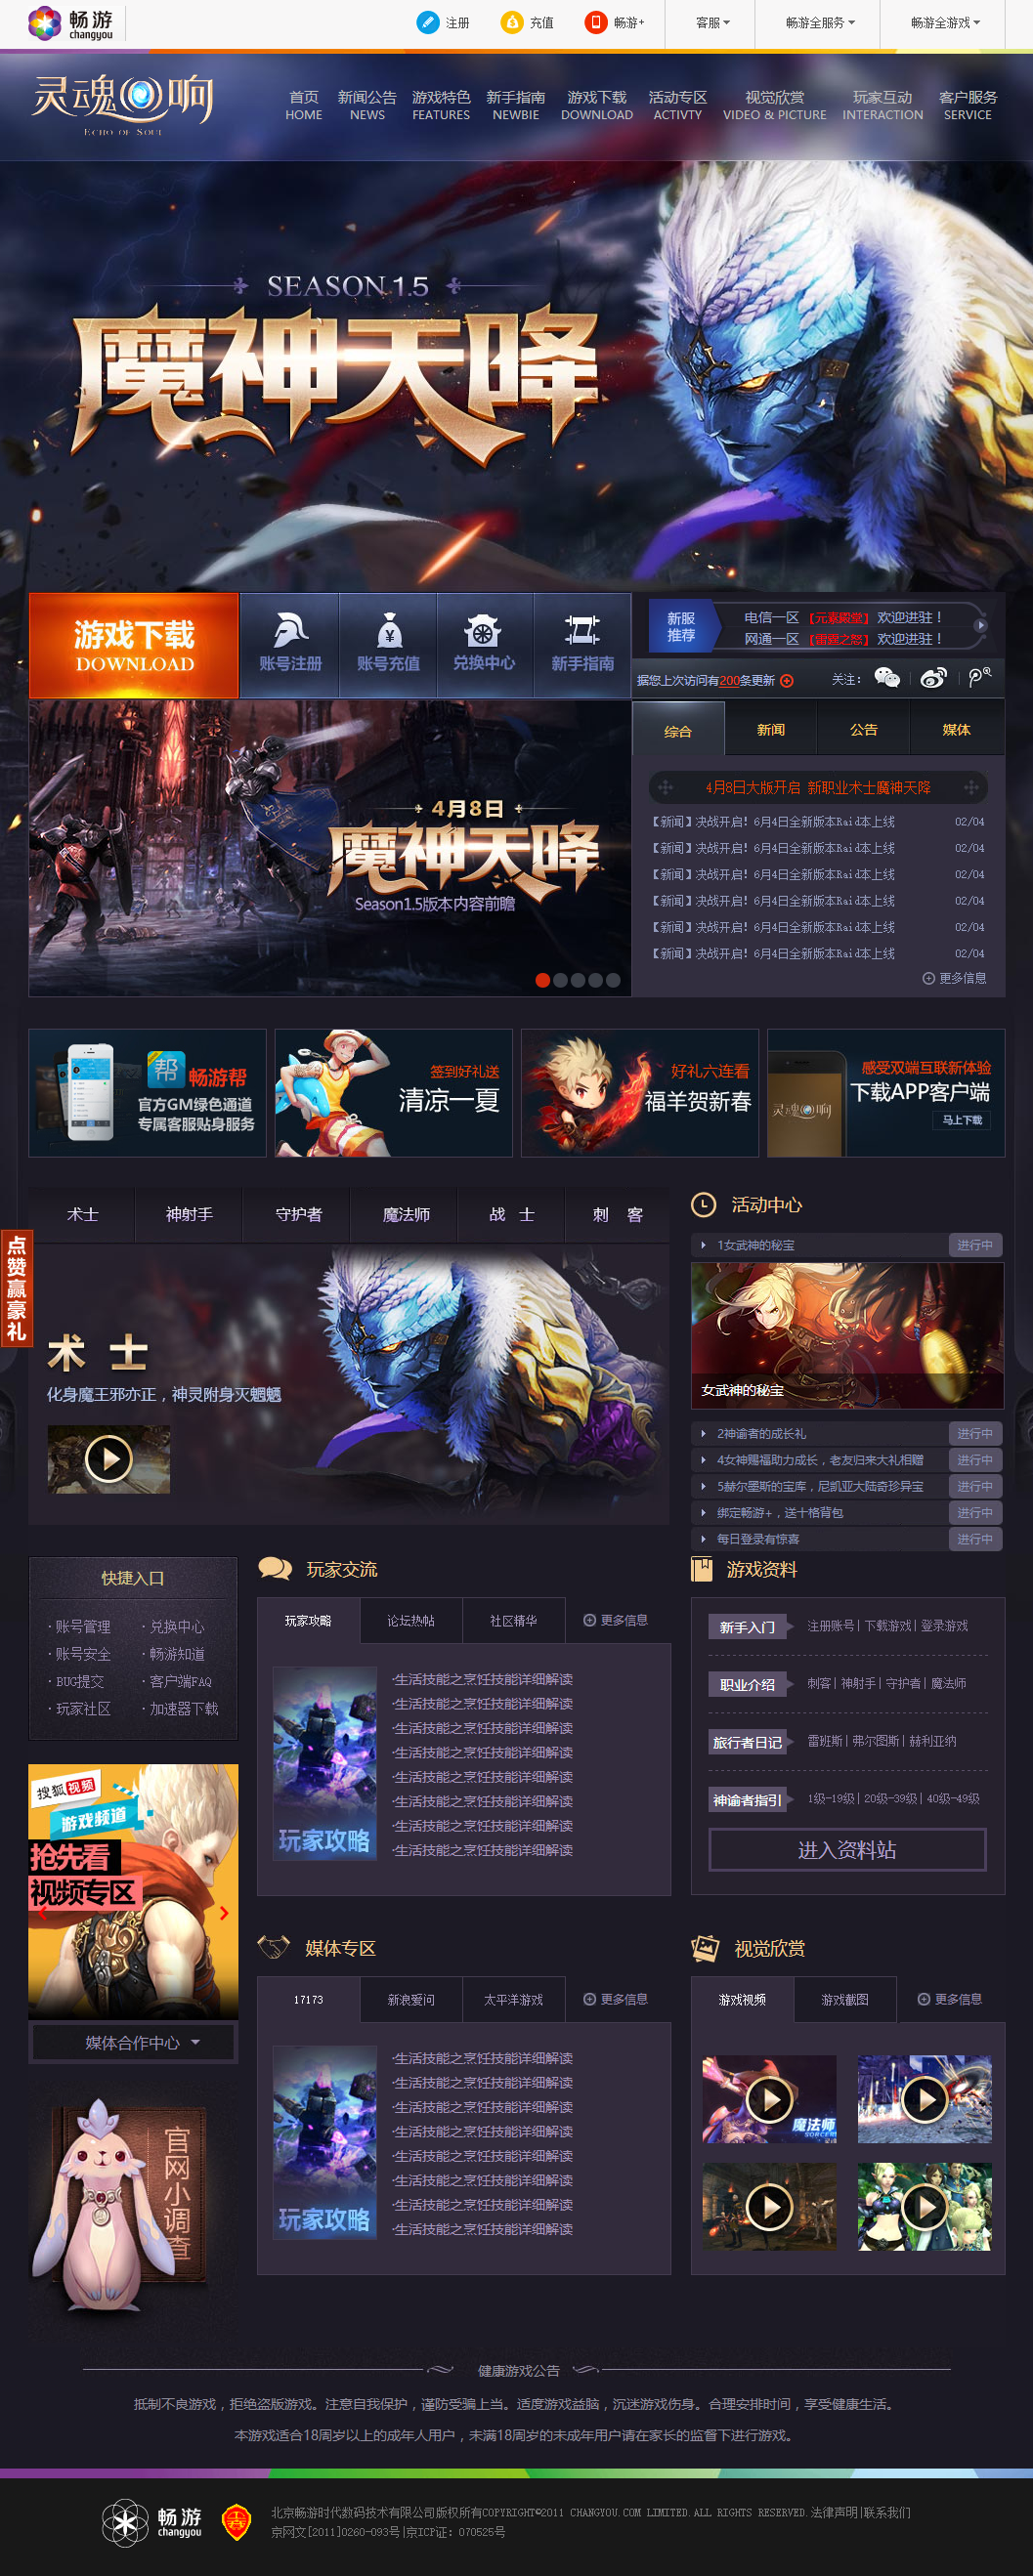 畅游
changyou
注册
充值
畅游+
客服
畅游全服务
畅游全游戏
灵魂回响
ECHO OF SOUL
首页 新闻公告 游戏特色 新手指南 游戏下载 活动专区 视觉欣赏 玩家互动 客户服务
HOME NEWS FEATURES NEWBIE DOWNLOAD ACTIVTY VIDEO & PICTURE INTERACTION SERVICE
SEASON 1.5
魔神天降
游戏下载
DOWNLOAD
账号注册 账号充值 兑换中心 新手指南
新服
推荐
电信一区 [元素殿堂] 欢迎进驻！
网通一区 [雷霆之怒] 欢迎进驻！
据您上次访问有200条更新
关注：
4月8日
魔神天降
Season1.5版本内容前瞻
综合 新闻 公告 媒体
4月8日大版开启 新职业术士魔神天降
【新闻】决战开启！6月4日全新版本Raid本上线 02/04
【新闻】决战开启！6月4日全新版本Raid本上线 02/04
【新闻】决战开启！6月4日全新版本Raid本上线 02/04
【新闻】决战开启！6月4日全新版本Raid本上线 02/04
【新闻】决战开启！6月4日全新版本Raid本上线 02/04
【新闻】决战开启！6月4日全新版本Raid本上线 02/04
更多信息
帮
畅游帮
官方GM绿色通道
专属客服贴身服务
签到好礼送
清凉一夏
好礼六连看
福羊贺新春
灵魂回响
感受双端互联新体验
下载APP客户端
马上下载
点赞赢豪礼
术士 神射手 守护者 魔法师 战 士 刺 客
术 士
化身魔王邪亦正，神灵附身灭魍魉
活动中心
1女武神的秘宝 进行中
女武神的秘宝
2神谕者的成长礼 进行中
4女神赐福助力成长，老友归来大礼相赠 进行中
5赫尔墨斯的宝库，尼凯亚大陆奇珍异宝 进行中
绑定畅游+，送十格背包 进行中
每日登录有惊喜 进行中
快捷入口
·账号管理 ·兑换中心
·账号安全 ·畅游知道
·BUG提交 ·客户端FAQ
·玩家社区 ·加速器下载
玩家交流
玩家攻略 论坛热帖 社区精华 更多信息
玩家攻略
·生活技能之烹饪技能详细解读
·生活技能之烹饪技能详细解读
·生活技能之烹饪技能详细解读
·生活技能之烹饪技能详细解读
·生活技能之烹饪技能详细解读
·生活技能之烹饪技能详细解读
·生活技能之烹饪技能详细解读
·生活技能之烹饪技能详细解读
游戏资料
新手入门 注册账号| 下载游戏| 登录游戏
职业介绍 刺客| 神射手| 守护者| 魔法师
旅行者日记 雷班斯| 弗尔图斯| 赫利亚纳
神谕者指引 1级-19级| 20级-39级| 40级-49级
进入资料站
搜狐视频
游戏频道
抢先看
视频专区
媒体合作中心
官网小调查
媒体专区
17173 新浪爱问 太平洋游戏 更多信息
玩家攻略
·生活技能之烹饪技能详细解读
·生活技能之烹饪技能详细解读
·生活技能之烹饪技能详细解读
·生活技能之烹饪技能详细解读
·生活技能之烹饪技能详细解读
·生活技能之烹饪技能详细解读
·生活技能之烹饪技能详细解读
·生活技能之烹饪技能详细解读
视觉欣赏
游戏视频 游戏截图 更多信息
魔法师
SORCERER
健康游戏公告
抵制不良游戏，拒绝盗版游戏。注意自我保护，谨防受骗上当。适度游戏益脑，沉迷游戏伤身。合理安排时间，享受健康生活。
本游戏适合18周岁以上的成年人用户，未满18周岁的未成年用户请在家长的监督下进行游戏。
畅游
changyou
北京畅游时代数码技术有限公司版权所有COPYRIGHT©2011 CHANGYOU.COM LIMITED.ALL RIGHTS RESERVED.法律声明|联系我们
京网文[2011]0260-093号|京ICP证: 070525号